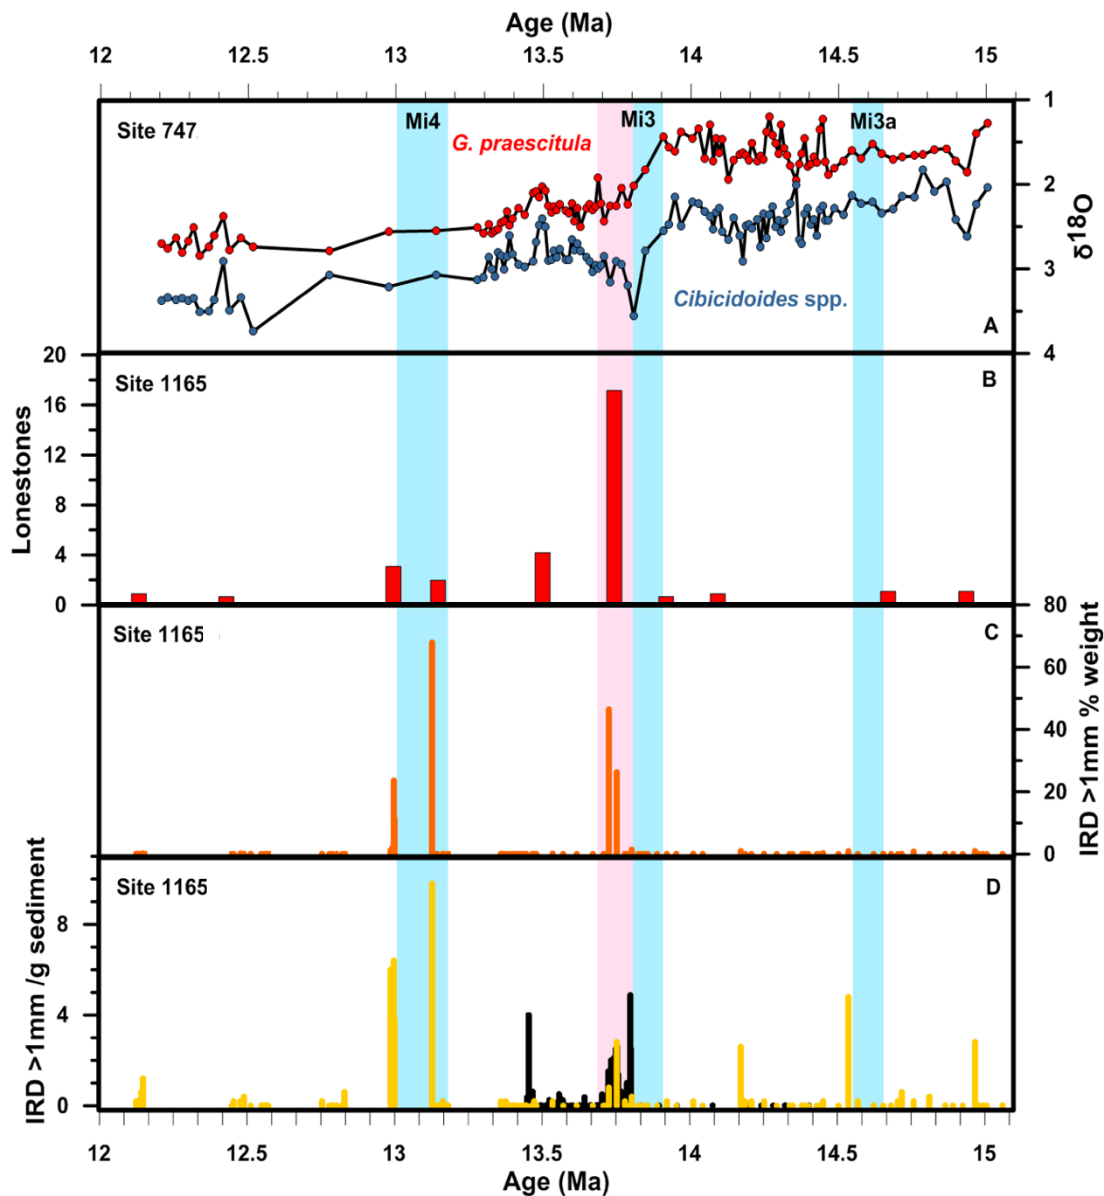 Age (Ma)
12 12.5 13 13.5 14 14.5 15
Site 747
Mi4
G. praescitula
Mi3
Mi3a
Cibicidoides spp.
A
1
2
3
4
δ18O
Site 1165
B
20
16
12
8
4
0
Lonestones
Site 1165
C
80
60
40
20
0
IRD >1mm % weight
Site 1165
D
8
4
0
IRD >1mm /g sediment
12 12.5 13 13.5 14 14.5 15
Age (Ma)